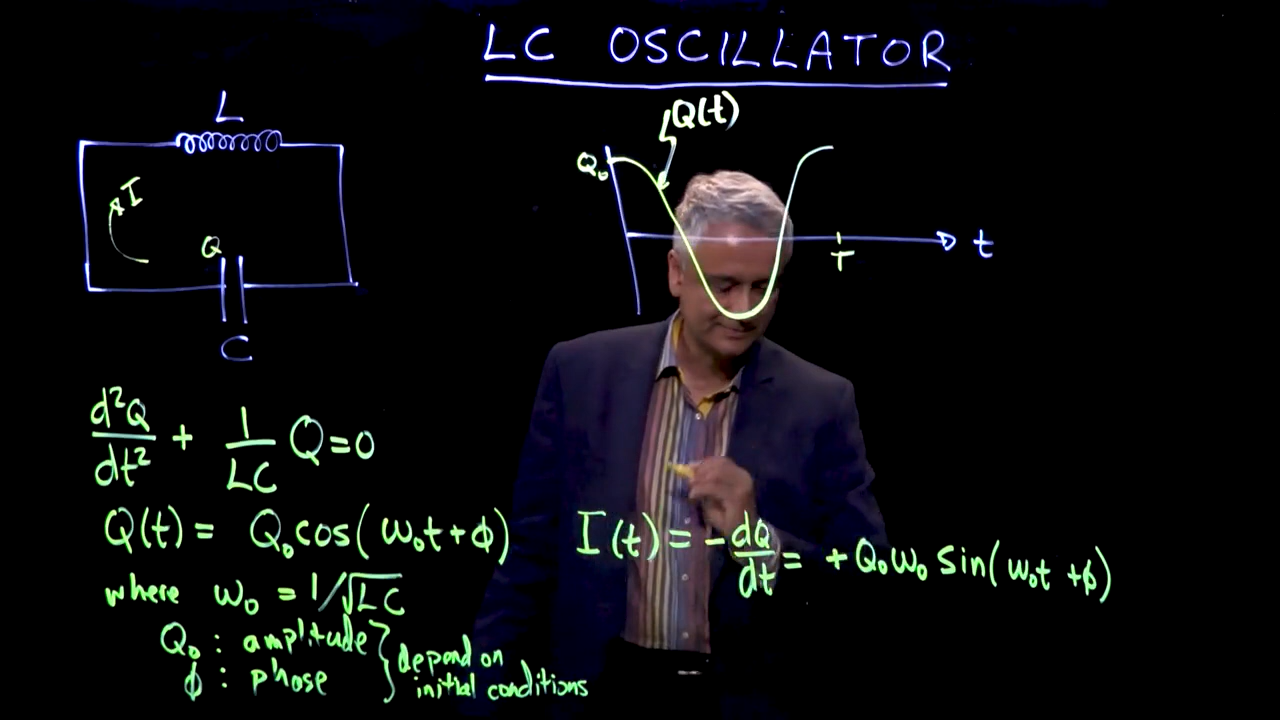 LC OSCILLATOR
L
I
Q
C
Q(t)
Q₀
t
T
d²Q/dt² + 1/LC Q = 0
Q(t) = Q₀cos(ω₀t+ϕ)
I(t) = -dQ/dt = +Q₀ω₀ sin(ω₀t +ϕ)
where ω₀ = 1/√LC
Q₀ : amplitude
ϕ : phase
} depend on
initial conditions